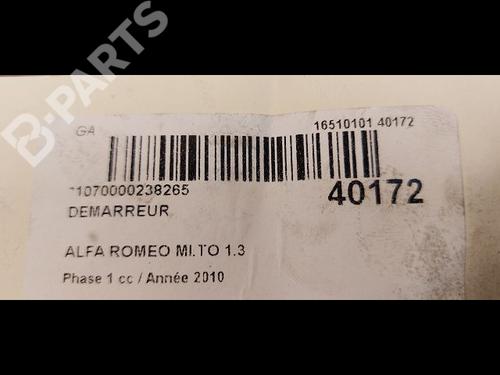 B-PARTS
GA
16510101 40172
*1070000238265
40172
DEMARREUR
ALFA ROMEO MI.TO 1.3
Phase 1 cc / Année 2010